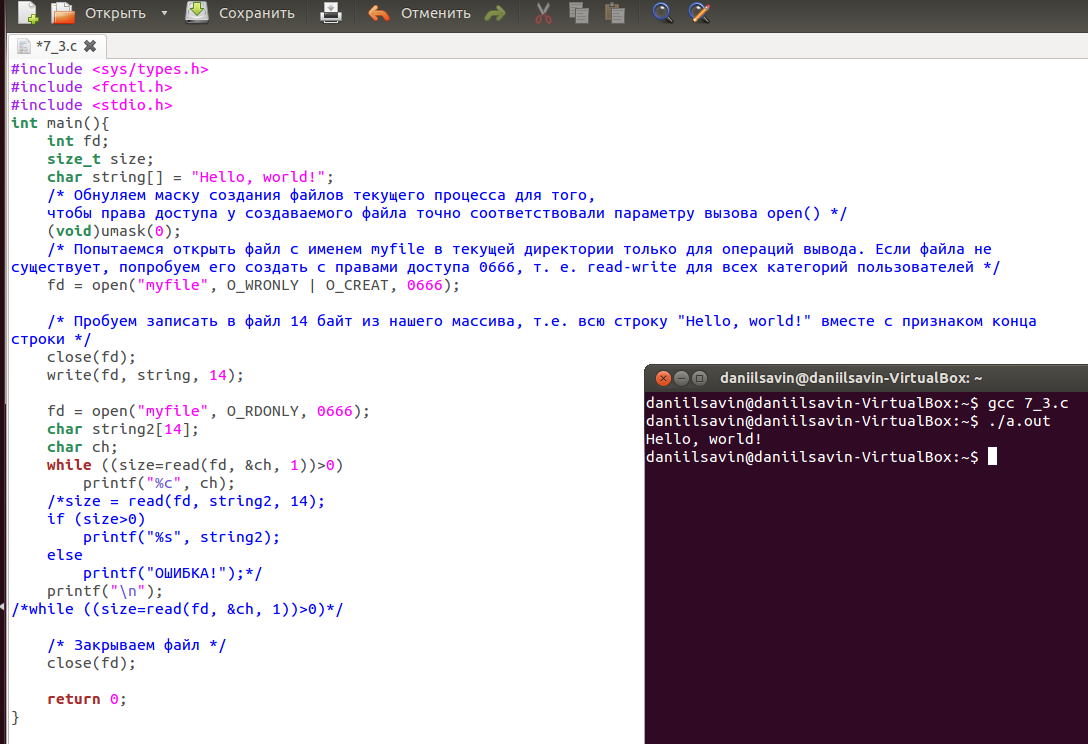 Открыть Сохранить Отменить
*7_3.c
#include <sys/types.h>
#include <fcntl.h>
#include <stdio.h>
int main(){
    int fd;
    size_t size;
    char string[] = "Hello, world!";
    /* Обнуляем маску создания файлов текущего процесса для того,
    чтобы права доступа у создаваемого файла точно соответствовали параметру вызова open() */
    (void)umask(0);
    /* Попытаемся открыть файл с именем myfile в текущей директории только для операций вывода. Если файла не
существует, попробуем его создать с правами доступа 0666, т. е. read-write для всех категорий пользователей */
    fd = open("myfile", O_WRONLY | O_CREAT, 0666);
    /* Пробуем записать в файл 14 байт из нашего массива, т.е. всю строку "Hello, world!" вместе с признаком конца
строки */
    close(fd);
    write(fd, string, 14);
    fd = open("myfile", O_RDONLY, 0666);
    char string2[14];
    char ch;
    while ((size=read(fd, &ch, 1))>0)
        printf("%c", ch);
    /*size = read(fd, string2, 14);
    if (size>0)
        printf("%s", string2);
    else
        printf("ОШИБКА!");*/
    printf("\n");
/*while ((size=read(fd, &ch, 1))>0)*/
    /* Закрываем файл */
    close(fd);
    return 0;
}
daniilsavin@daniilsavin-VirtualBox: ~
daniilsavin@daniilsavin-VirtualBox:~$ gcc 7_3.c
daniilsavin@daniilsavin-VirtualBox:~$ ./a.out
Hello, world!
daniilsavin@daniilsavin-VirtualBox:~$